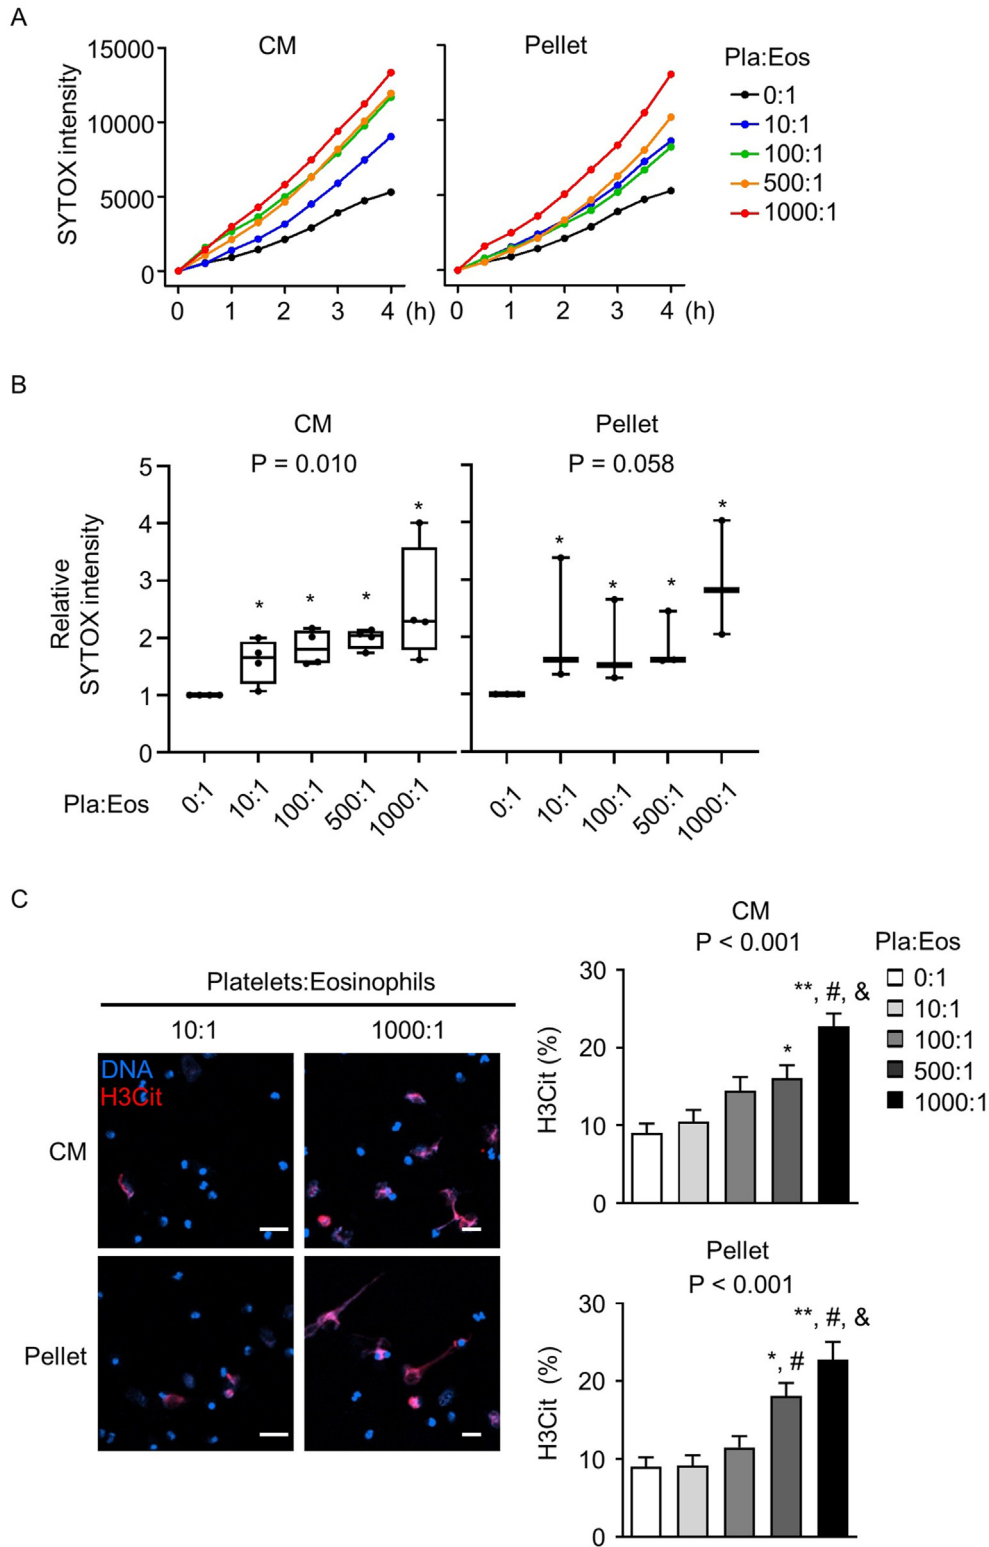 A
CM
Pellet
Pla:Eos
SYTOX intensity
15000
10000
5000
0
0 1 2 3 4 (h)
0 1 2 3 4 (h)
0:1
10:1
100:1
500:1
1000:1
B
CM
P = 0.010
Pellet
P = 0.058
Relative
SYTOX intensity
5
4
3
2
1
0
* * * *
* * * *
Pla:Eos
0:1 10:1 100:1 500:1 1000:1
0:1 10:1 100:1 500:1 1000:1
C
Platelets:Eosinophils
10:1 1000:1
DNA
H3Cit
CM
Pellet
CM
P < 0.001
H3Cit (%)
30
20
10
0
*
**, #, &
Pla:Eos
0:1
10:1
100:1
500:1
1000:1
Pellet
P < 0.001
H3Cit (%)
30
20
10
0
*, #
**, #, &